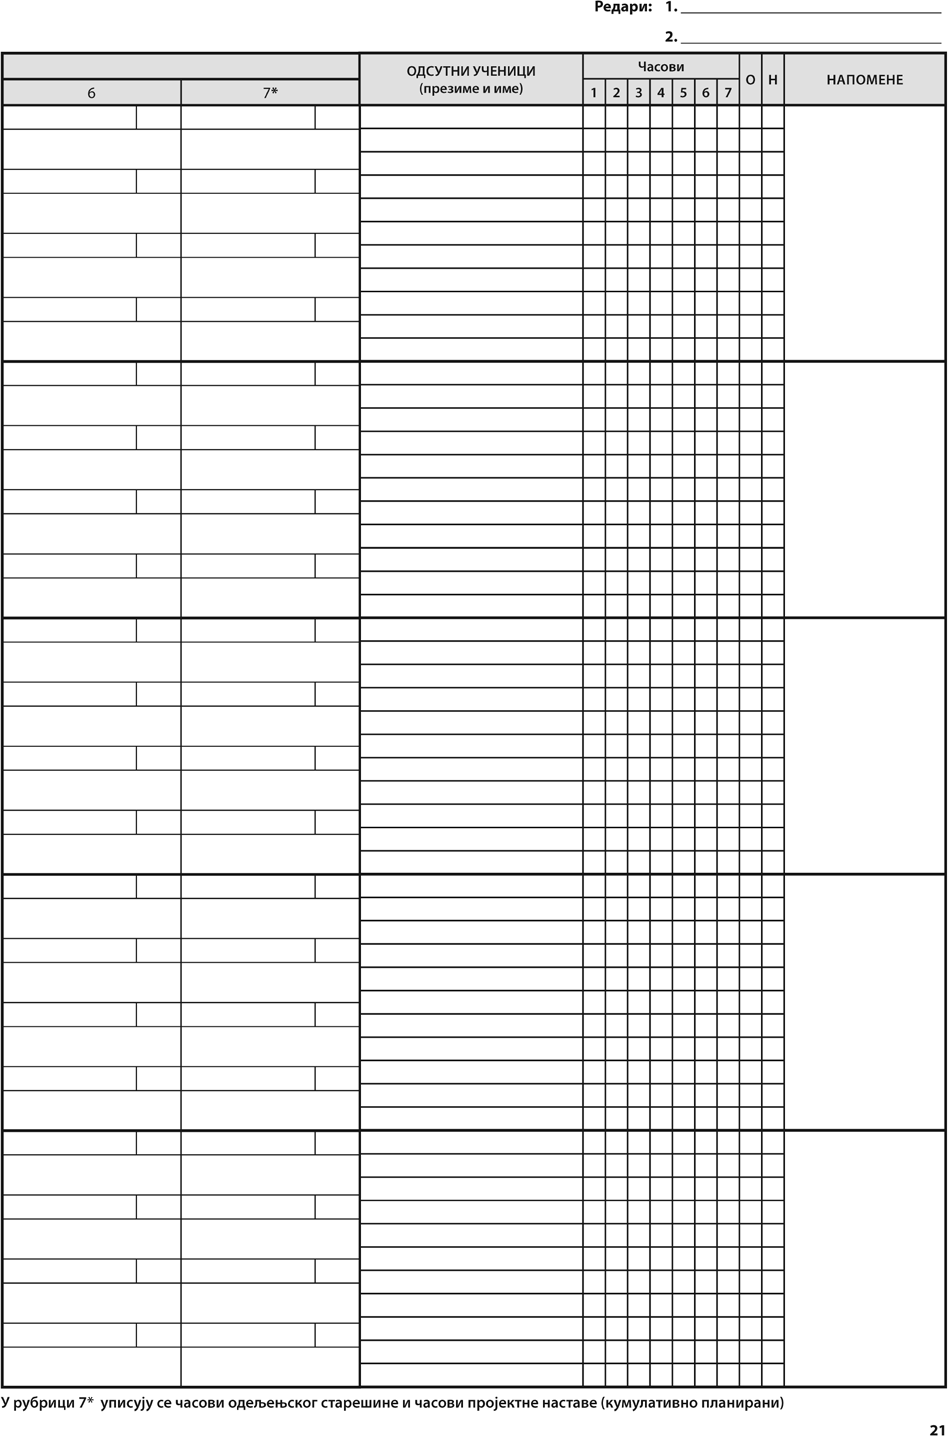 Редари: 1.
2.
ОДСУТНИ УЧЕНИЦИ
(презиме и име)
Часови
О
Н
НАПОМЕНЕ
6
7*
1 2 3 4 5 6 7
У рубрици 7* уписују се часови одељењског старешине и часови пројектне наставе (кумулативно планирани)
21